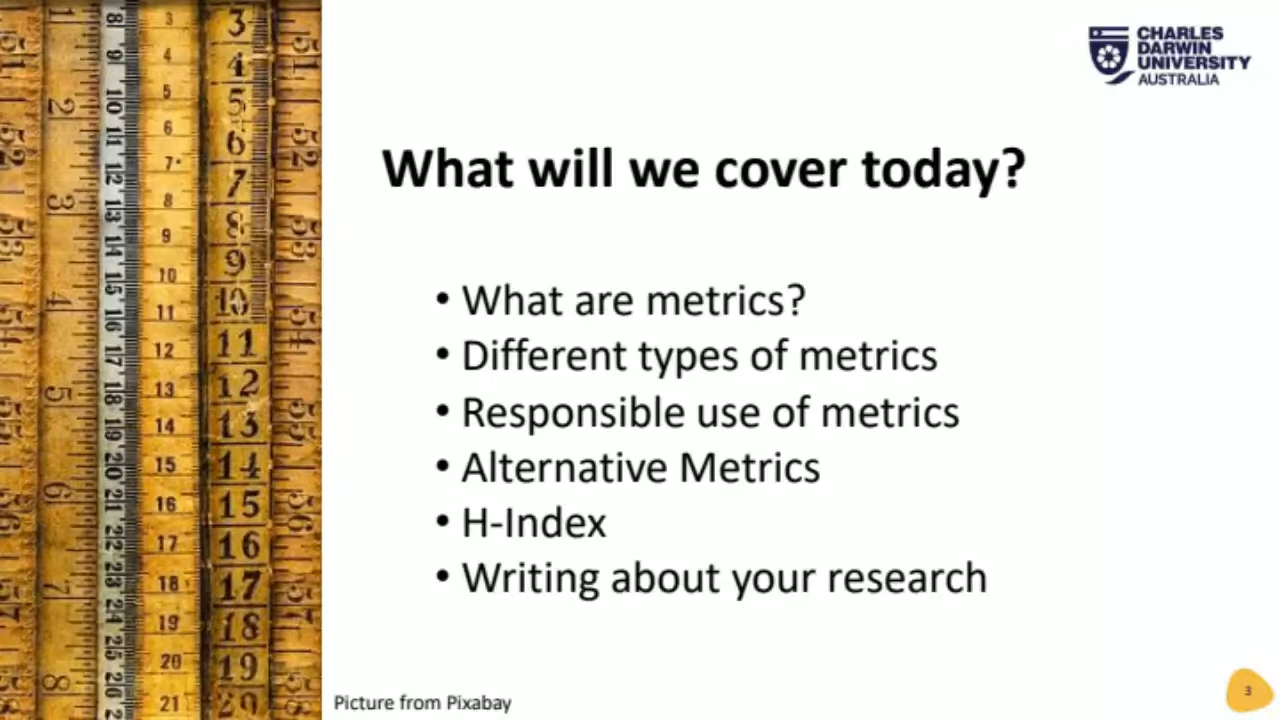 CHARLES
DARWIN
UNIVERSITY
AUSTRALIA
What will we cover today?
• What are metrics?
• Different types of metrics
• Responsible use of metrics
• Alternative Metrics
• H-Index
• Writing about your research
Picture from Pixabay
3